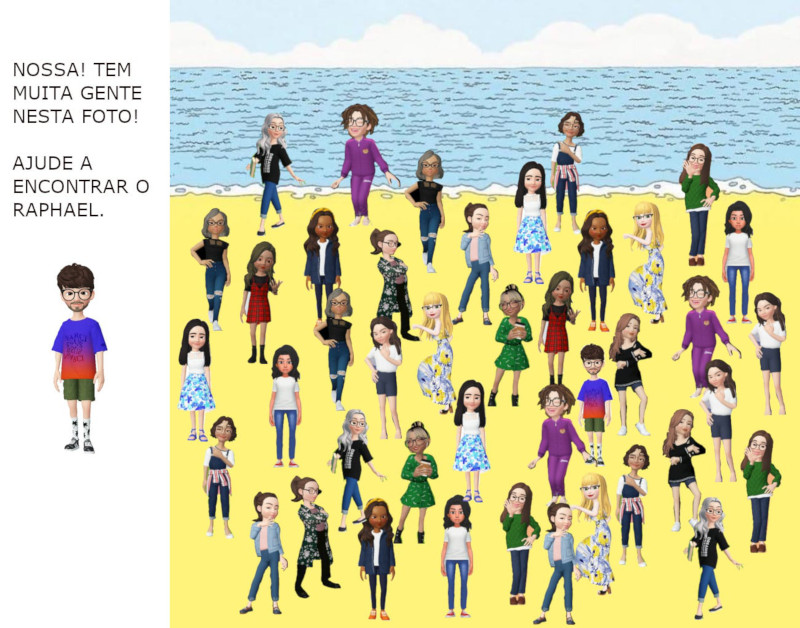 NOSSA! TEM
MUITA GENTE
NESTA FOTO!
AJUDE A
ENCONTRAR O
RAPHAEL.